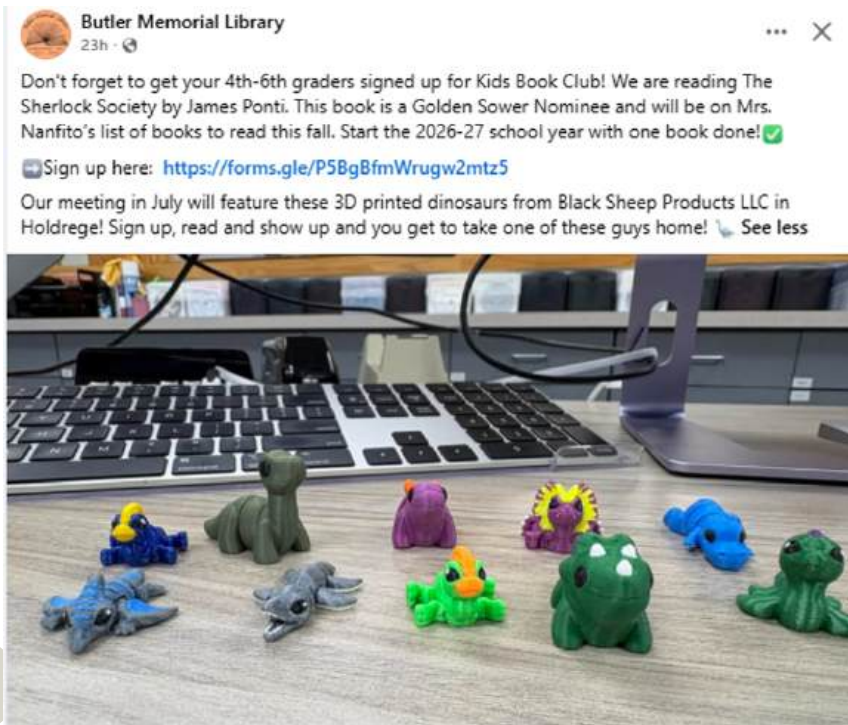 Butler Memorial Library
23h ·
Don't forget to get your 4th-6th graders signed up for Kids Book Club! We are reading The
Sherlock Society by James Ponti. This book is a Golden Sower Nominee and will be on Mrs.
Nanfito's list of books to read this fall. Start the 2026-27 school year with one book done!✅
➡️Sign up here: https://forms.gle/P5BgBfmWrugw2mtz5
Our meeting in July will feature these 3D printed dinosaurs from Black Sheep Products LLC in
Holdrege! Sign up, read and show up and you get to take one of these guys home! 🦕 See less